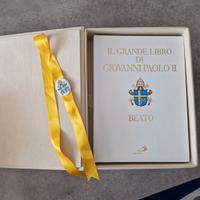 IL GRANDE LIBRO
DI
GIOVANNI PAOLO II
BEATO